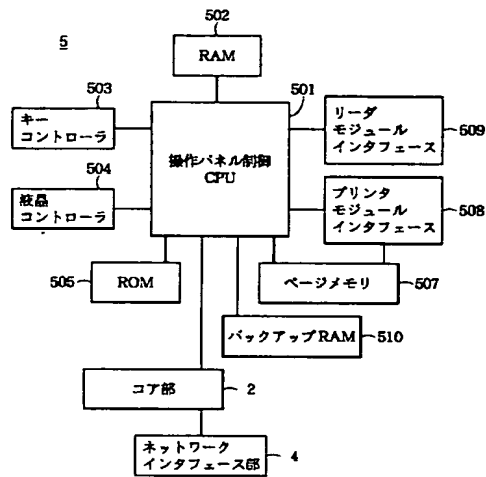 5
502
RAM
503
キー
コントローラ
501
操作パネル制御
CPU
リーダ
モジュール
インタフェース
509
504
液晶
コントローラ
プリンタ
モジュール
インタフェース
508
505
ROM
ページメモリ
507
バックアップRAM
510
コア部
2
ネットワーク
インタフェース部
4